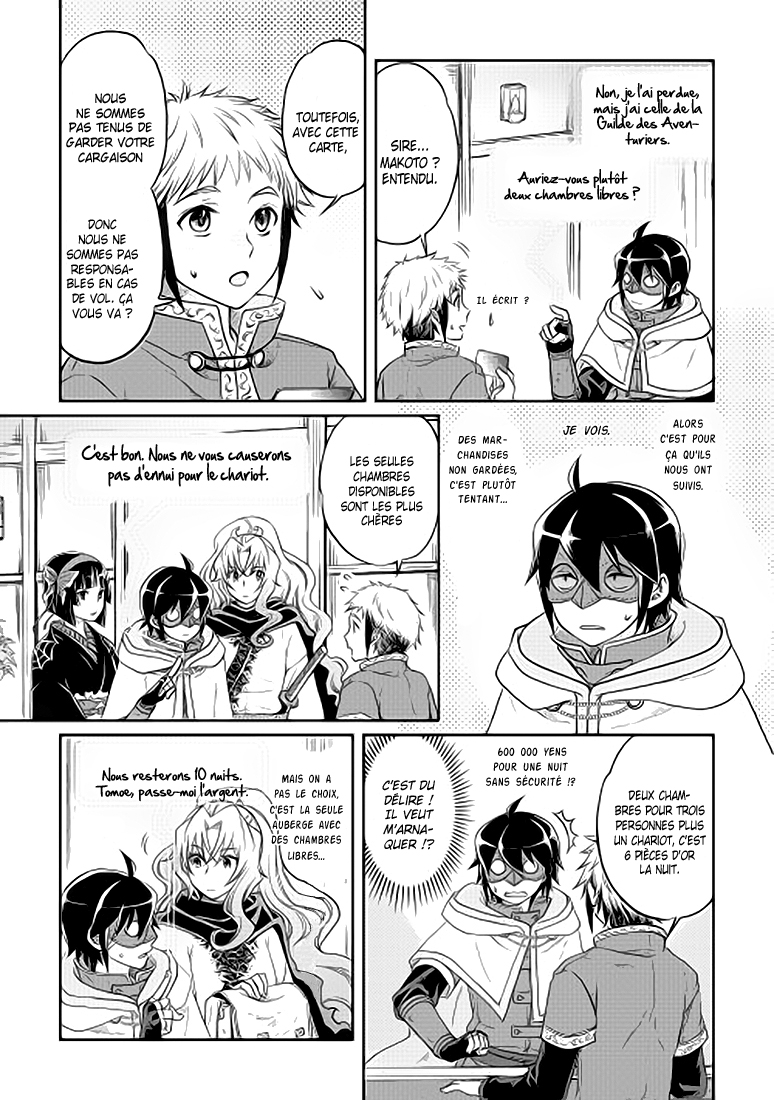 Non, je l'ai perdue,
mais j'ai celle de la
Guilde des Aven-
turiers.
Auriez-vous plutôt
deux chambres libres ?
SIRE...
MAKOTO ?
ENTENDU.
IL ÉCRIT ?
TOUTEFOIS,
AVEC CETTE
CARTE,
NOUS
NE SOMMES
PAS TENUS DE
GARDER VOTRE
CARGAISON
DONC
NOUS NE
SOMMES PAS
RESPONSA-
BLES EN CAS
DE VOL. ÇA
VOUS VA ?
ALORS
C'EST POUR
ÇA QU'ILS
NOUS ONT
SUIVIS.
JE VOIS.
DES MAR-
CHANDISES
NON GARDÉES,
C'EST PLUTÔT
TENTANT...
LES SEULES
CHAMBRES
DISPONIBLES
SONT LES PLUS
CHÈRES
C'est bon. Nous ne vous causerons
pas d'ennui pour le chariot.
DEUX CHAM-
BRES POUR TROIS
PERSONNES PLUS
UN CHARIOT, C'EST
6 PIÈCES D'OR
LA NUIT.
600 000 YENS
POUR UNE NUIT
SANS SÉCURITÉ !?
C'EST DU
DÉLIRE !
IL VEUT
M'ARNA-
QUER !?
MAIS ON A
PAS LE CHOIX,
C'EST LA SEULE
AUBERGE AVEC
DES CHAMBRES
LIBRES...
Nous resterons 10 nuits.
Tomoe, passe-moi l'argent.